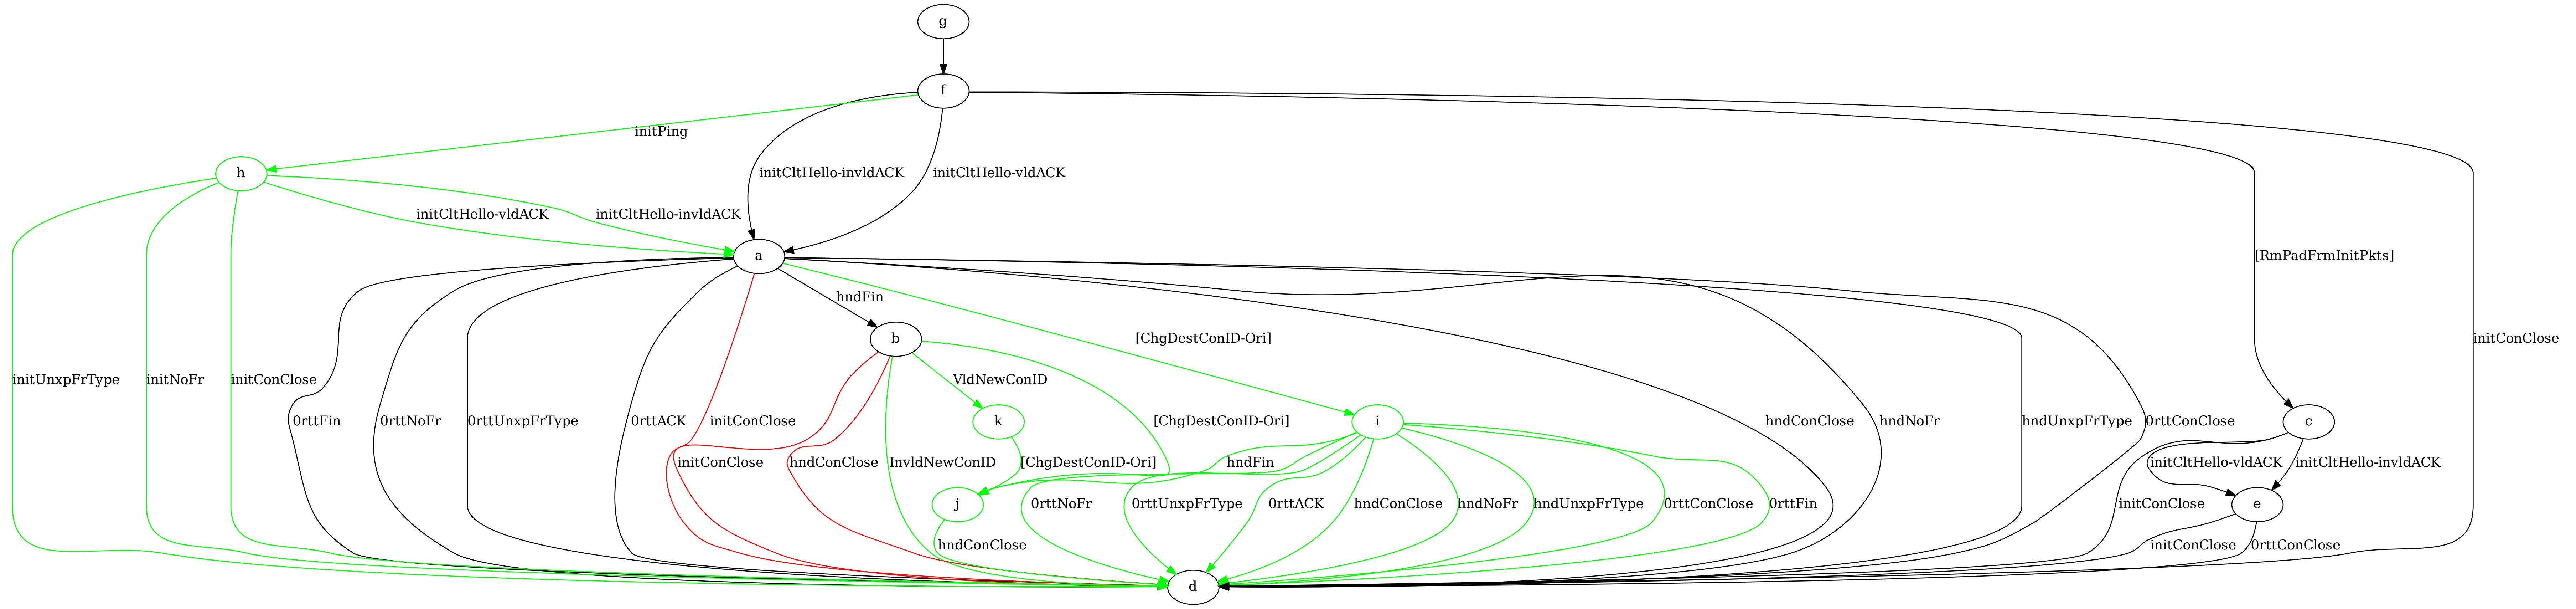 g
f
initPing
h
initCltHello-invldACK
initCltHello-vldACK
initCltHello-vldACK
initCltHello-invldACK
a
[RmPadFrmInitPkts]
hndFin
b
[ChgDestConID-Ori]
initConClose
initUnxpFrType
initNoFr
initConClose
VldNewConID
0rttFin
0rttNoFr
0rttUnxpFrType
0rttACK
initConClose
k
[ChgDestConID-Ori]
i
hndConClose
hndNoFr
hndUnxpFrType
0rttConClose
c
initConClose
hndConClose
InvldNewConID
[ChgDestConID-Ori]
hndFin
initCltHello-vldACK
initCltHello-invldACK
j
0rttNoFr
0rttUnxpFrType
0rttACK
hndConClose
hndNoFr
hndUnxpFrType
0rttConClose
0rttFin
initConClose
e
hndConClose
initConClose
0rttConClose
d